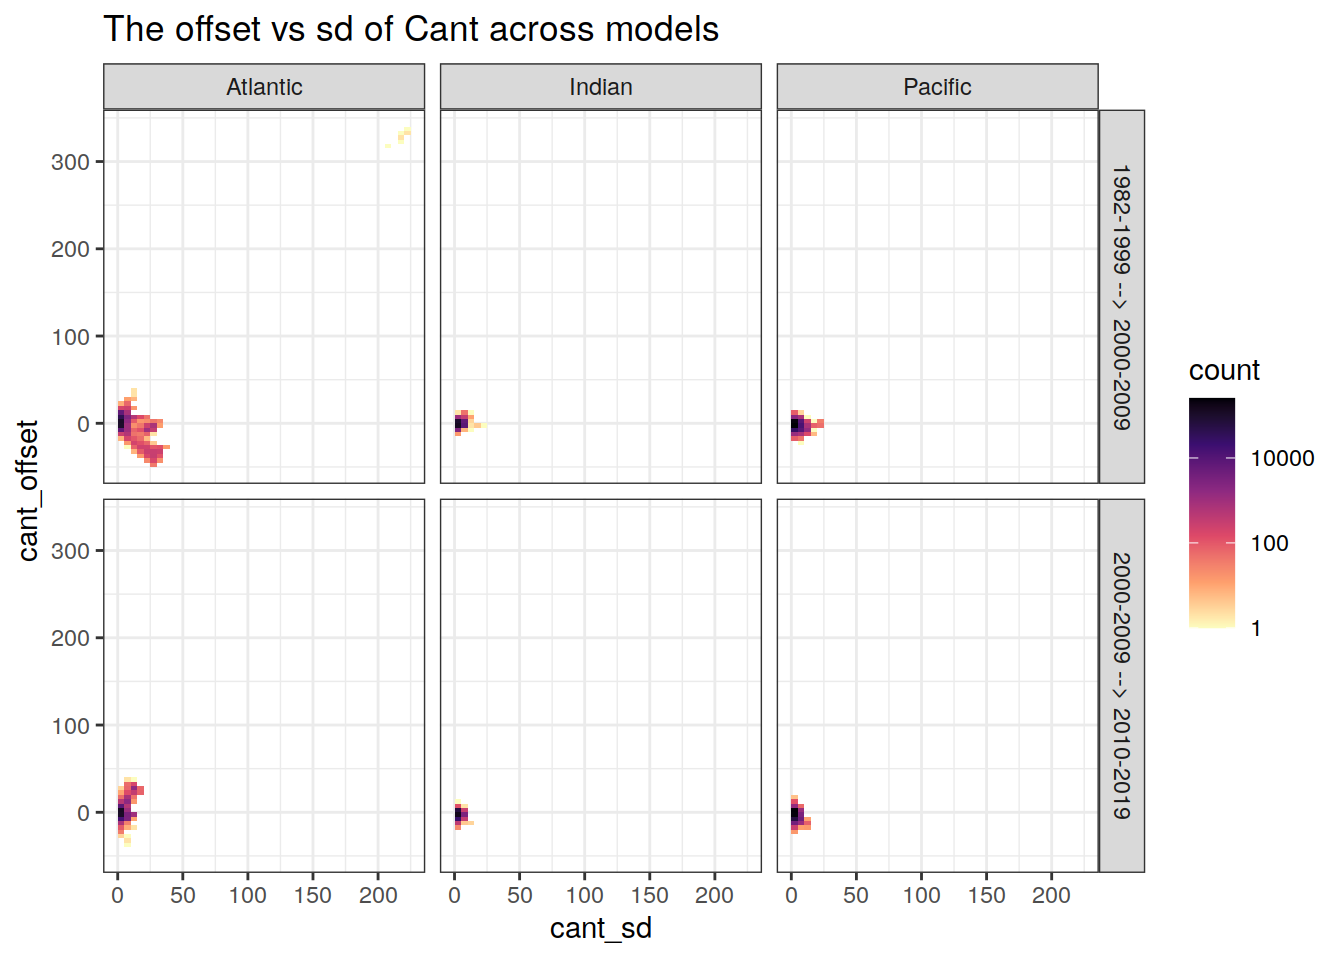 The offset vs sd of Cant across models
Atlantic
Indian
Pacific
300
200
100
0
1982-1999 --> 2000-2009
300
200
100
0
2000-2009 --> 2010-2019
cant_offset
0 50 100 150 200
0 50 100 150 200
0 50 100 150 200
cant_sd
count
10000
100
1